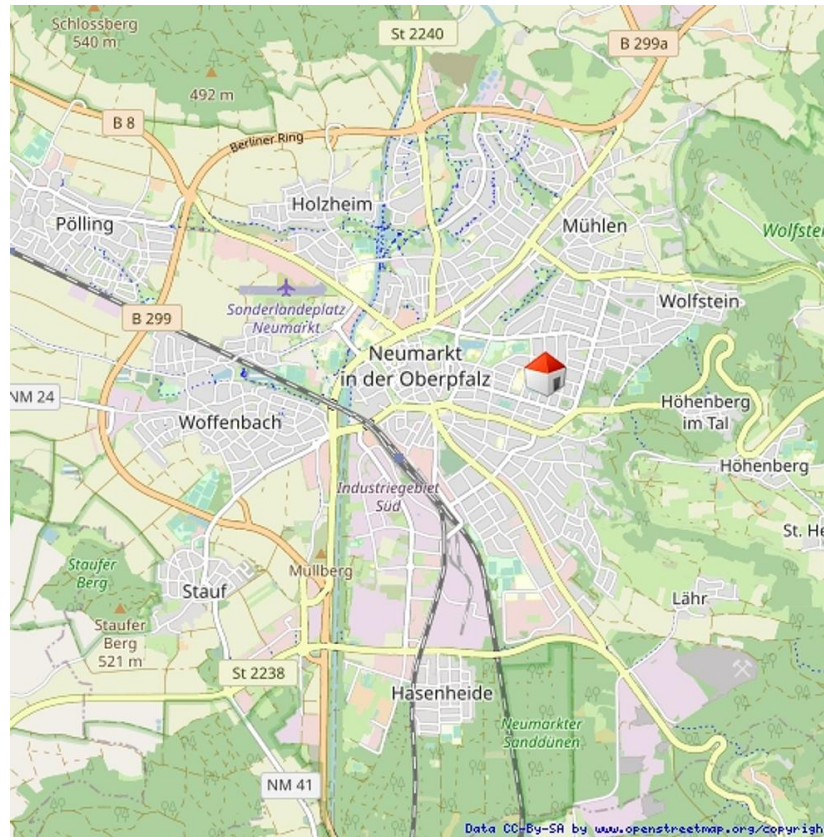 Schlossberg
540 m
St 2240
B 299a
492 m
B 8
Berliner Ring
Holzheim
Pölling
Mühlen
Wolfstein
Sonderlandeplatz
Neumarkt
B 299
Wolfstein
Neumarkt
in der Oberpfalz
NM 24
Woffenbach
Höhenberg
im Tal
Höhenberg
Industriegebiet
Süd
St. He
Staufer
Berg
Müllberg
Stauf
Lähr
Staufer
Berg
521 m
St 2238
Hasenheide
Neumarkter
Sanddünen
NM 41
Data CC-By-SA by www.openstreetmap.org/copyrigh